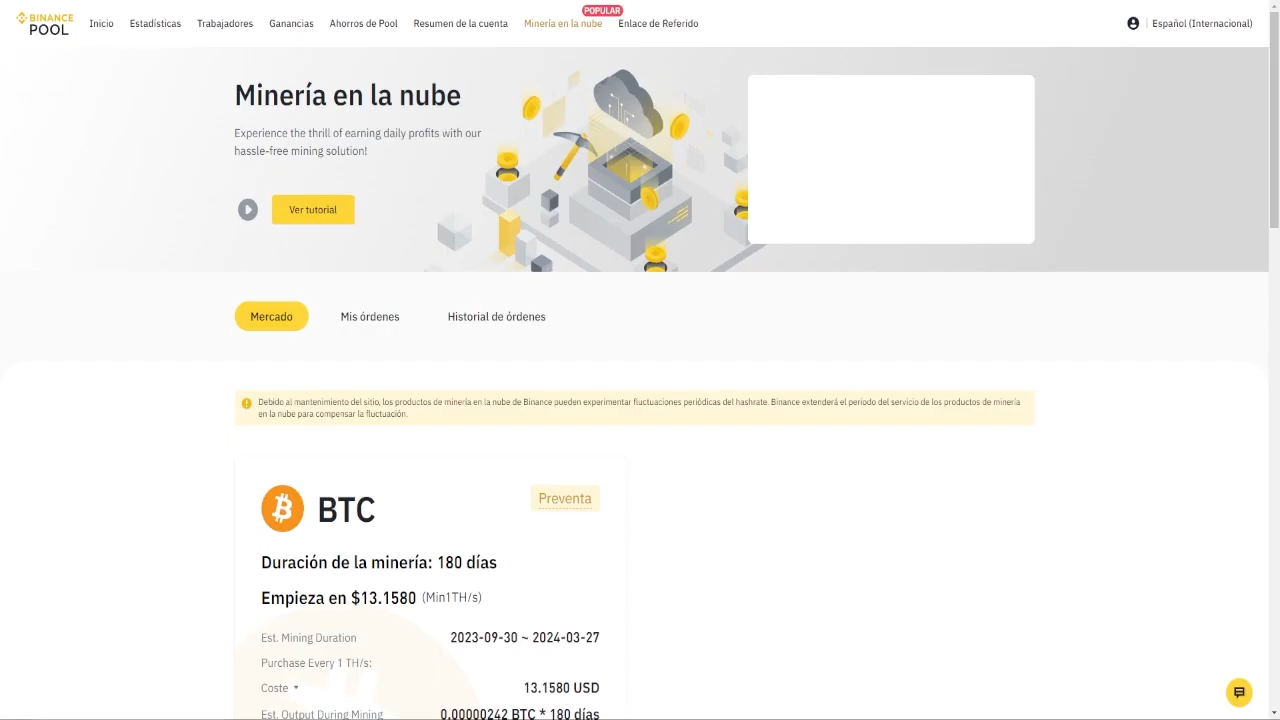 BINANCE
POOL
Inicio
Estadísticas
Trabajadores
Ganancias
Ahorros de Pool
Resumen de la cuenta
POPULAR
Minería en la nube
Enlace de Referido
Español (Internacional)
Minería en la nube
Experience the thrill of earning daily profits with our
hassle-free mining solution!
Ver tutorial
Mercado
Mis órdenes
Historial de órdenes
Debido al mantenimiento del sitio, los productos de minería en la nube de Binance pueden experimentar fluctuaciones periódicas del hashrate. Binance extenderá el periodo del servicio de los productos de minería
en la nube para compensar la fluctuación.
BTC
Preventa
Duración de la minería: 180 días
Empieza en $13.1580 (Min1TH/s)
Est. Mining Duration 2023-09-30 ~ 2024-03-27
Purchase Every 1 TH/s:
Coste 13.1580 USD
Est. Output During Mining 0.00000242 BTC * 180 días